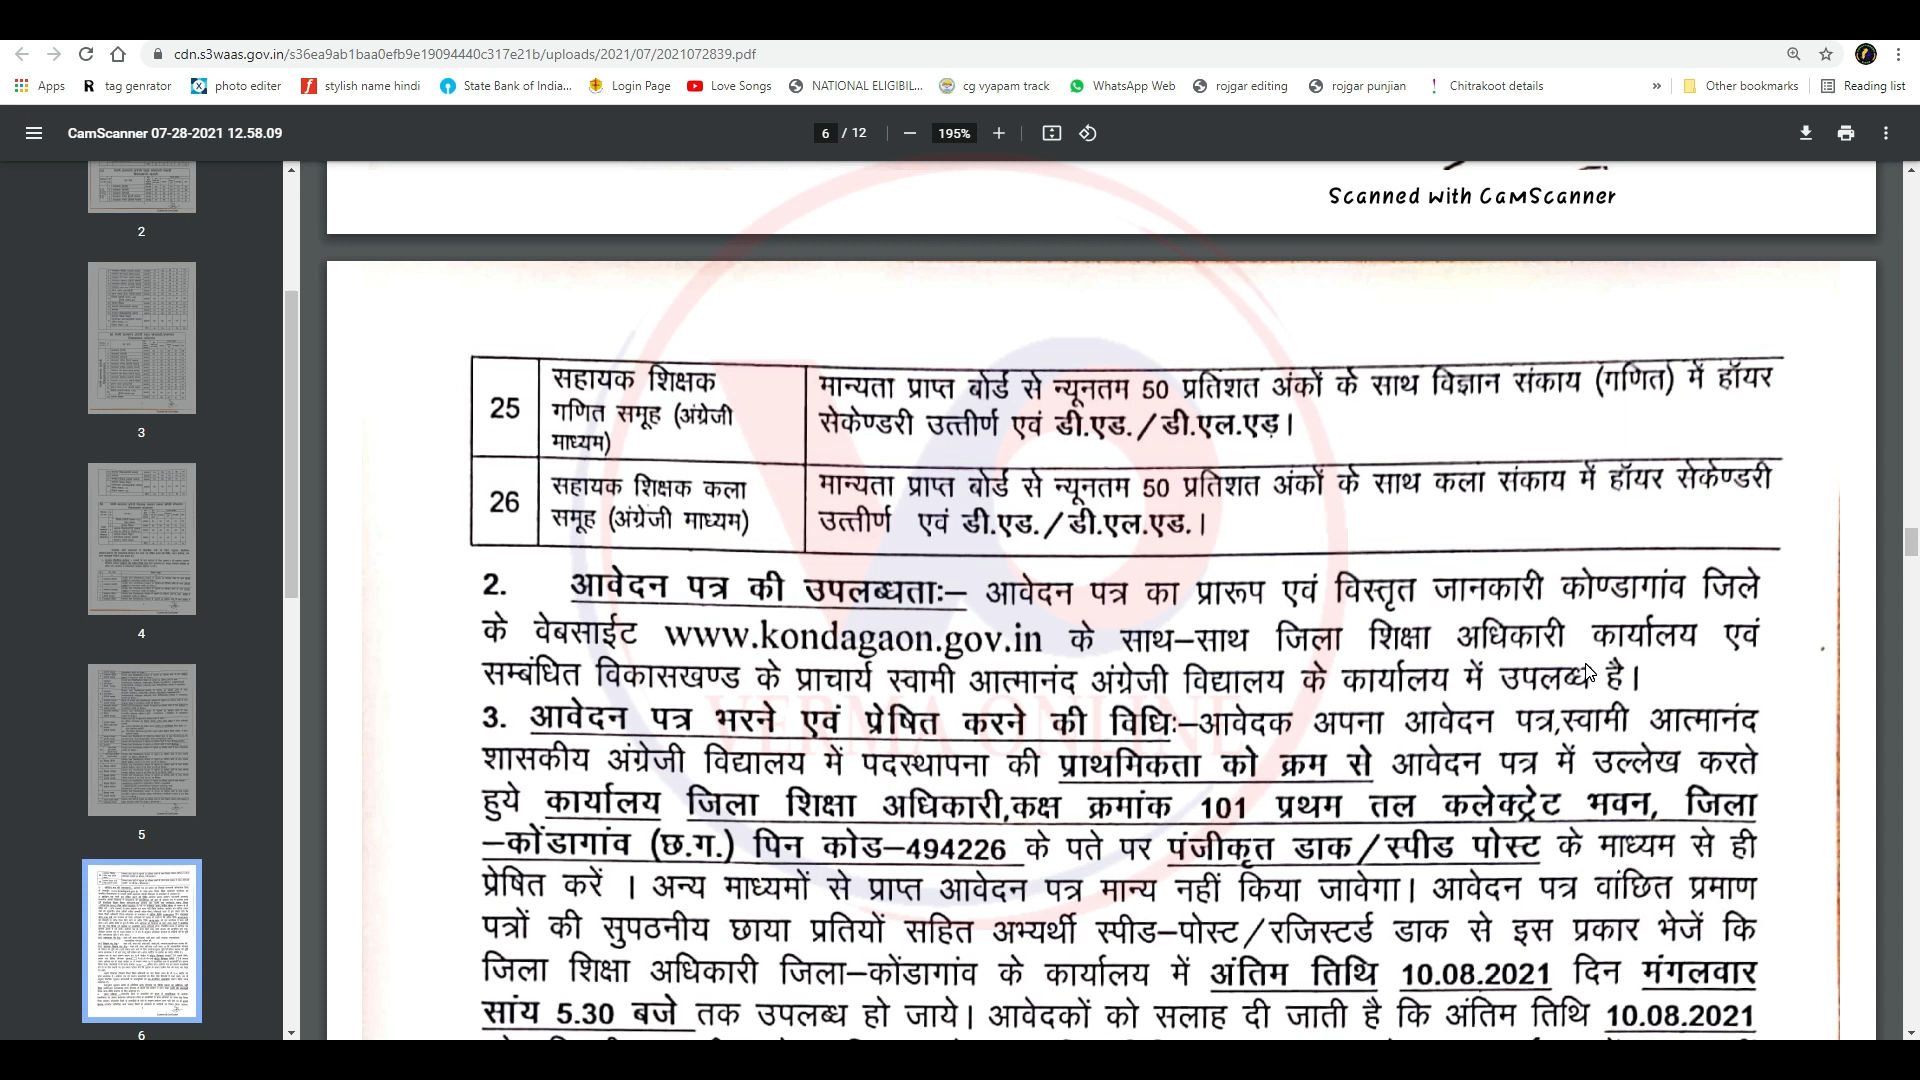 cdn.s3waas.gov.in/s36ea9ab1baa0efb9e19094440c317e21b/uploads/2021/07/2021072839.pdf
Apps R tag genrator photo editer f stylish name hindi State Bank of India... Login Page Love Songs NATIONAL ELIGIBIL... cg vyapam track WhatsApp Web rojgar editing rojgar punjian ! Chitrakoot details » Other bookmarks Reading list
CamScanner 07-28-2021 12.58.09 6 / 12 195%
2
3
4
5
6
Scanned with CamScanner
25 सहायक शिक्षक गणित समूह (अंग्रेजी माध्यम) मान्यता प्राप्त बोर्ड से न्यूनतम 50 प्रतिशत अंकों के साथ विज्ञान संकाय (गणित) में हॉयर
सेकेण्डरी उत्तीर्ण एवं डी.एड./डी.एल.एड़।
26 सहायक शिक्षक कला समूह (अंग्रेजी माध्यम) मान्यता प्राप्त बोर्ड से न्यूनतम 50 प्रतिशत अंकों के साथ कला संकाय में हॉयर सेकेण्डरी
उत्तीर्ण एवं डी.एड./डी.एल.एड.।
2. आवेदन पत्र की उपलब्धताः– आवेदन पत्र का प्रारूप एवं विस्तृत जानकारी कोण्डागांव जिले
के वेबसाईट www.kondagaon.gov.in के साथ–साथ जिला शिक्षा अधिकारी कार्यालय एवं
सम्बंधित विकासखण्ड के प्राचार्य स्वामी आत्मानंद अंग्रेजी विद्यालय के कार्यालय में उपलब्ध है।
3. आवेदन पत्र भरने एवं प्रेषित करने की विधिः–आवेदक अपना आवेदन पत्र,स्वामी आत्मानंद
शासकीय अंग्रेजी विद्यालय में पदस्थापना की प्राथमिकता को क्रम से आवेदन पत्र में उल्लेख करते
हुये कार्यालय जिला शिक्षा अधिकारी,कक्ष क्रमांक 101 प्रथम तल कलेक्ट्रेट भवन, जिला
–कोंडागांव (छ.ग.) पिन कोड–494226 के पते पर पंजीकृत डाक/स्पीड पोस्ट के माध्यम से ही
प्रेषित करें । अन्य माध्यमों से प्राप्त आवेदन पत्र मान्य नहीं किया जावेगा। आवेदन पत्र वांछित प्रमाण
पत्रों की सुपठनीय छाया प्रतियों सहित अभ्यर्थी स्पीड–पोस्ट/रजिस्टर्ड डाक से इस प्रकार भेजें कि
जिला शिक्षा अधिकारी जिला–कोंडागांव के कार्यालय में अंतिम तिथि 10.08.2021 दिन मंगलवार
सांय 5.30 बजे तक उपलब्ध हो जाये। आवेदकों को सलाह दी जाती है कि अंतिम तिथि 10.08.2021
VERMA ONLINE